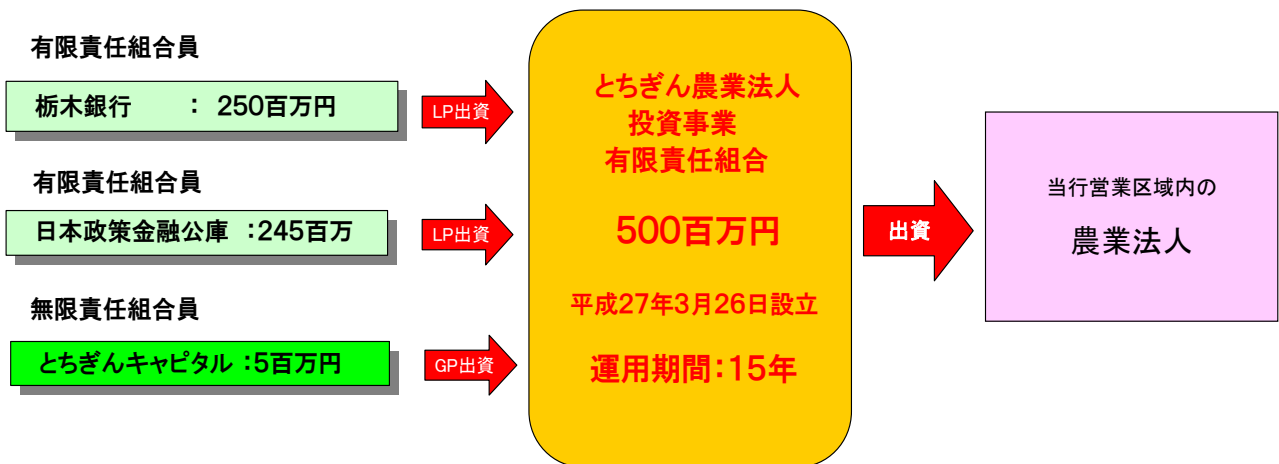 有限責任組合員
栃木銀行 : 250百万円
LP出資
有限責任組合員
日本政策金融公庫 :245百万
LP出資
無限責任組合員
とちぎんキャピタル :5百万円
GP出資
とちぎん農業法人
投資事業
有限責任組合
500百万円
平成27年3月26日設立
運用期間:15年
出資
当行営業区域内の
農業法人